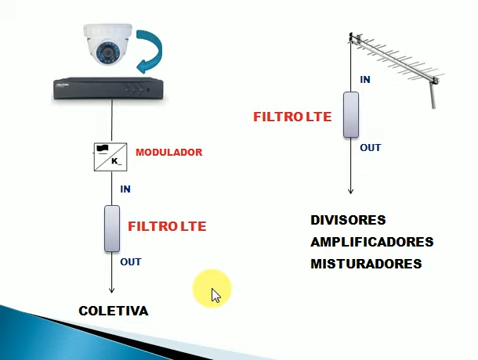 MODULADOR
K_
IN
FILTRO LTE
OUT
COLETIVA
IN
FILTRO LTE
OUT
DIVISORES
AMPLIFICADORES
MISTURADORES